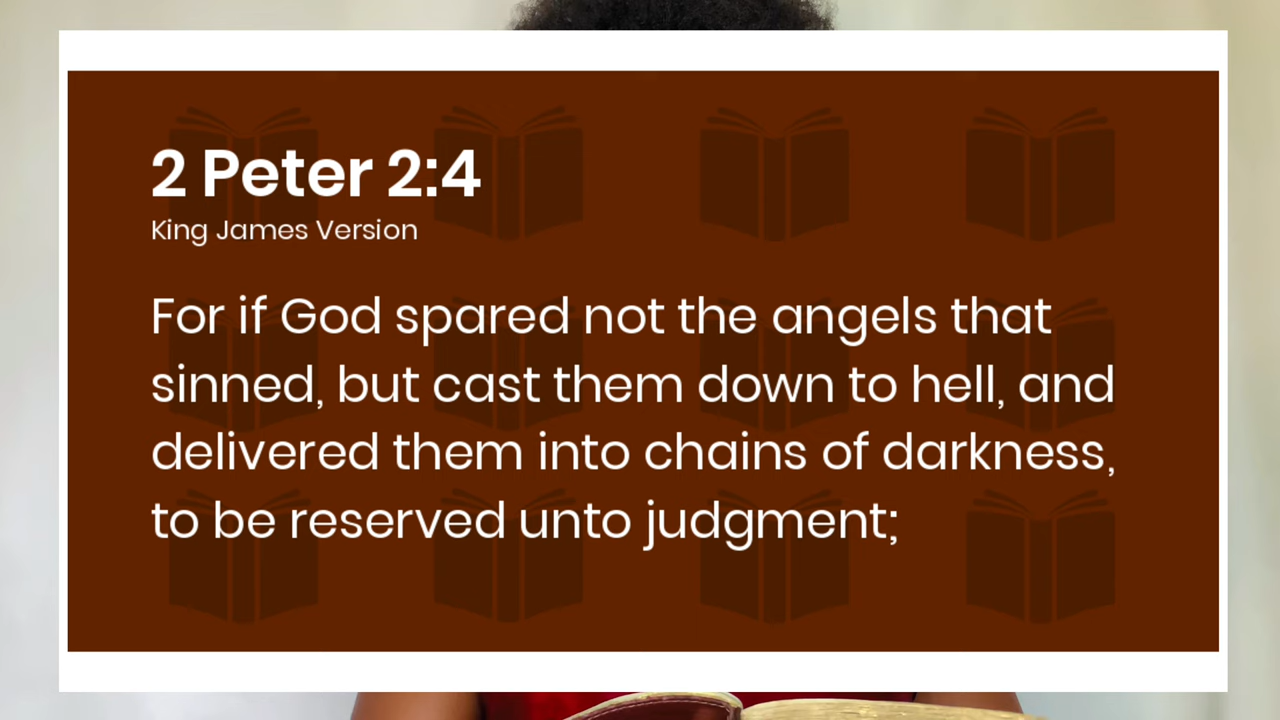 2 Peter 2:4
King James Version
For if God spared not the angels that
sinned, but cast them down to hell, and
delivered them into chains of darkness,
to be reserved unto judgment;